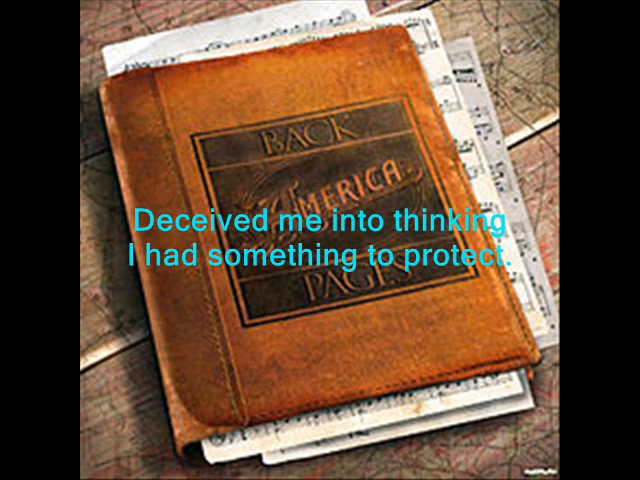 BACK
AMERICA
Deceived me into thinking
I had something to protect.
PAGES